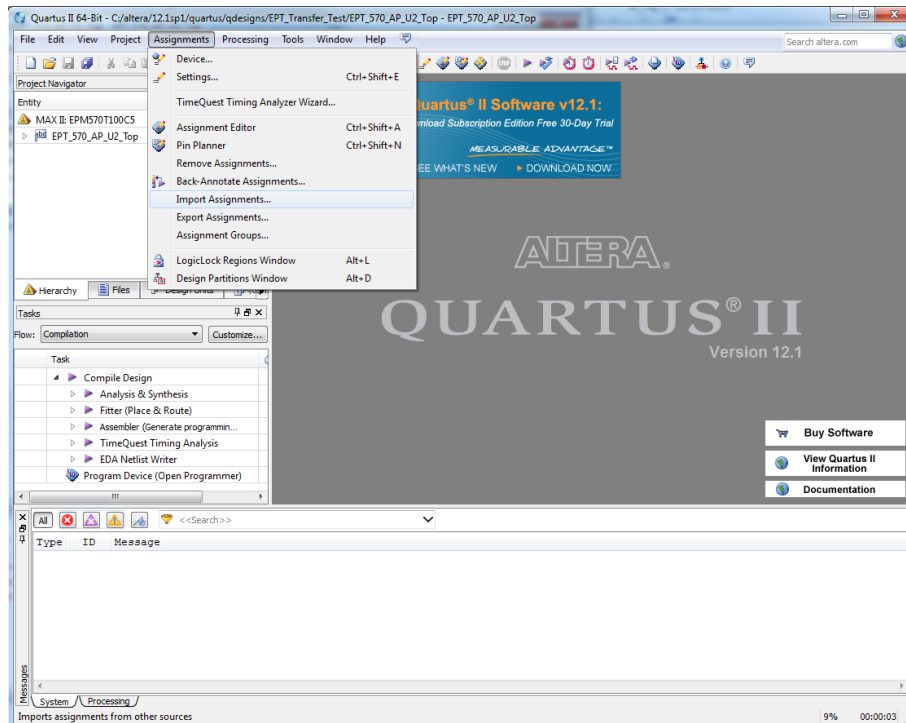 Quartus II 64-Bit - C:/altera/12.1sp1/quartus/qdesigns/EPT_Transfer_Test/EPT_570_AP_U2_Top - EPT_570_AP_U2_Top
File Edit View Project Assignments Processing Tools Window Help
Search altera.com
Device...
Settings... Ctrl+Shift+E
TimeQuest Timing Analyzer Wizard...
Assignment Editor Ctrl+Shift+A
Pin Planner Ctrl+Shift+N
Remove Assignments...
Back-Annotate Assignments...
Import Assignments...
Export Assignments...
Assignment Groups...
LogicLock Regions Window Alt+L
Design Partitions Window Alt+D
Project Navigator
Entity
MAX II: EPM570T100C5
EPT_570_AP_U2_Top
Hierarchy Files Design Units
uartus® II Software v12.1:
nload Subscription Edition Free 30-Day Trial
MEASURABLE ADVANTAGE™
EE WHAT'S NEW DOWNLOAD NOW
ALTERA®
QUARTUS® II
Version 12.1
Tasks
Flow: Compilation Customize...
Task
Compile Design
Analysis & Synthesis
Fitter (Place & Route)
Assembler (Generate programmin...
TimeQuest Timing Analysis
EDA Netlist Writer
Program Device (Open Programmer)
Buy Software
View Quartus II
Information
Documentation
All <<Search>>
Type ID Message
Messages
System Processing
Imports assignments from other sources
9% 00:00:03